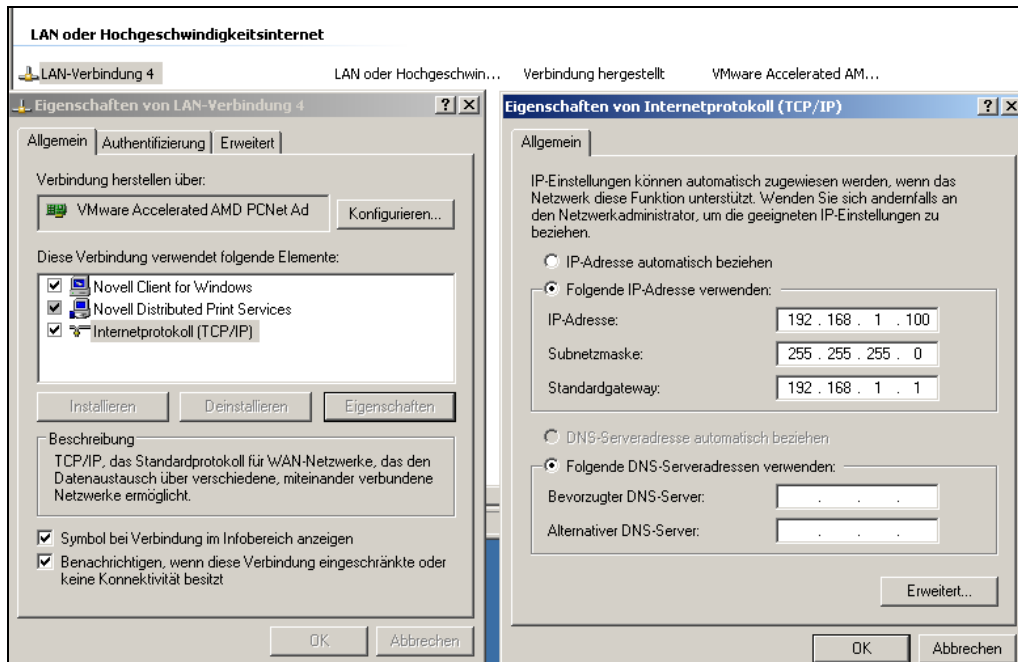 LAN oder Hochgeschwindigkeitsinternet
LAN-Verbindung 4 LAN oder Hochgeschwin... Verbindung hergestellt VMware Accelerated AM...
Eigenschaften von LAN-Verbindung 4
Allgemein Authentifizierung Erweitert
Verbindung herstellen über:
VMware Accelerated AMD PCNet Ad Konfigurieren...
Diese Verbindung verwendet folgende Elemente:
Novell Client for Windows
Novell Distributed Print Services
Internetprotokoll (TCP/IP)
Installieren Deinstallieren Eigenschaften
Beschreibung
TCP/IP, das Standardprotokoll für WAN-Netzwerke, das den
Datenaustausch über verschiedene, miteinander verbundene
Netzwerke ermöglicht.
Symbol bei Verbindung im Infobereich anzeigen
Benachrichtigen, wenn diese Verbindung eingeschränkte oder
keine Konnektivität besitzt
OK Abbrechen
Eigenschaften von Internetprotokoll (TCP/IP)
Allgemein
IP-Einstellungen können automatisch zugewiesen werden, wenn das
Netzwerk diese Funktion unterstützt. Wenden Sie sich andernfalls an
den Netzwerkadministrator, um die geeigneten IP-Einstellungen zu
beziehen.
IP-Adresse automatisch beziehen
Folgende IP-Adresse verwenden:
IP-Adresse: 192 . 168 . 1 . 100
Subnetzmaske: 255 . 255 . 255 . 0
Standardgateway: 192 . 168 . 1 . 1
DNS-Serveradresse automatisch beziehen
Folgende DNS-Serveradressen verwenden:
Bevorzugter DNS-Server: . . .
Alternativer DNS-Server: . . .
Erweitert...
OK Abbrechen